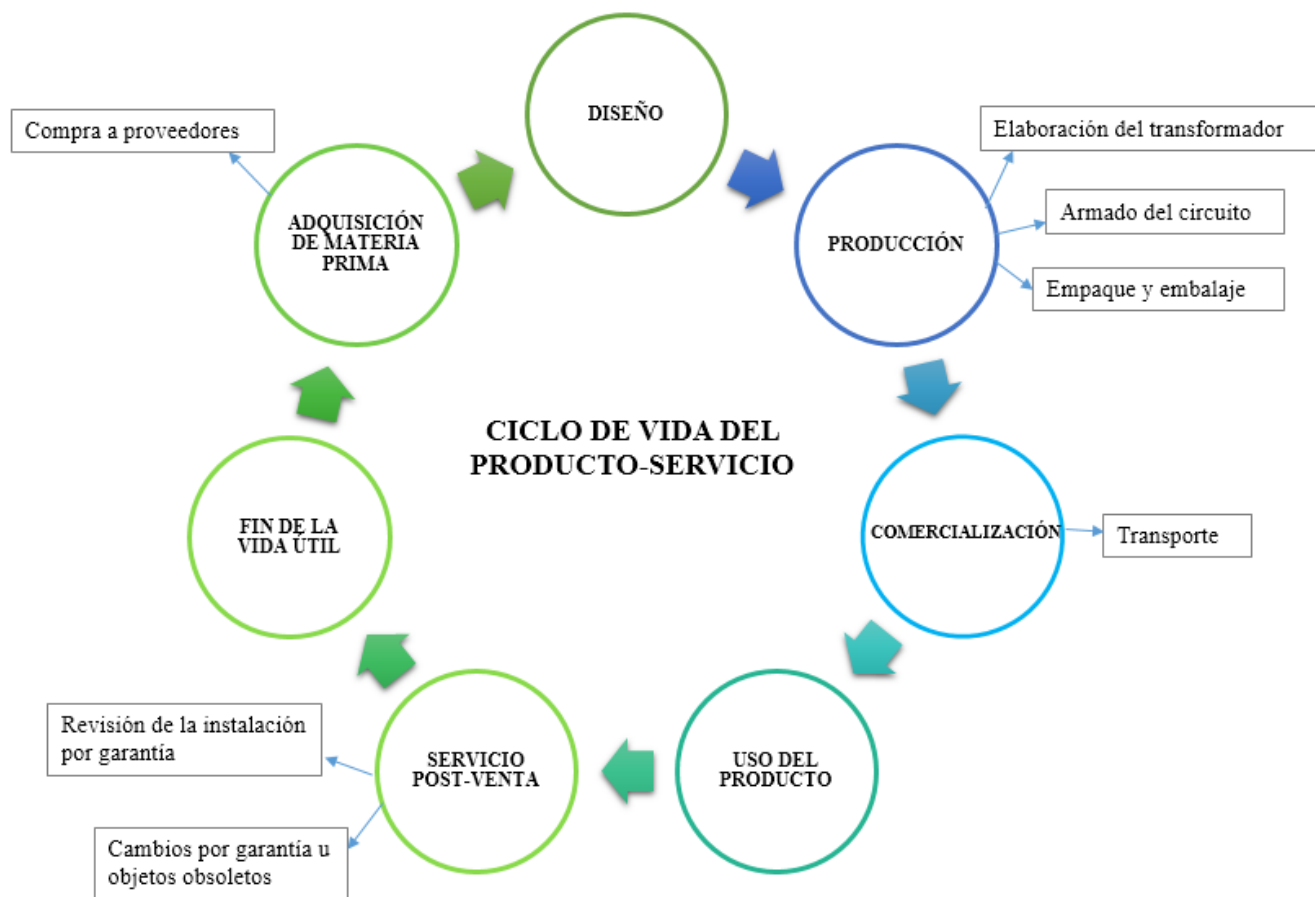 DISEÑO
Compra a proveedores
Elaboración del transformador
ADQUISICIÓN
DE MATERIA
PRIMA
Armado del circuito
PRODUCCIÓN
Empaque y embalaje
CICLO DE VIDA DEL
PRODUCTO-SERVICIO
FIN DE LA
VIDA ÚTIL
COMERCIALIZACIÓN
Transporte
Revisión de la instalación
por garantía
SERVICIO
POST-VENTA
USO DEL
PRODUCTO
Cambios por garantía u
objetos obsoletos